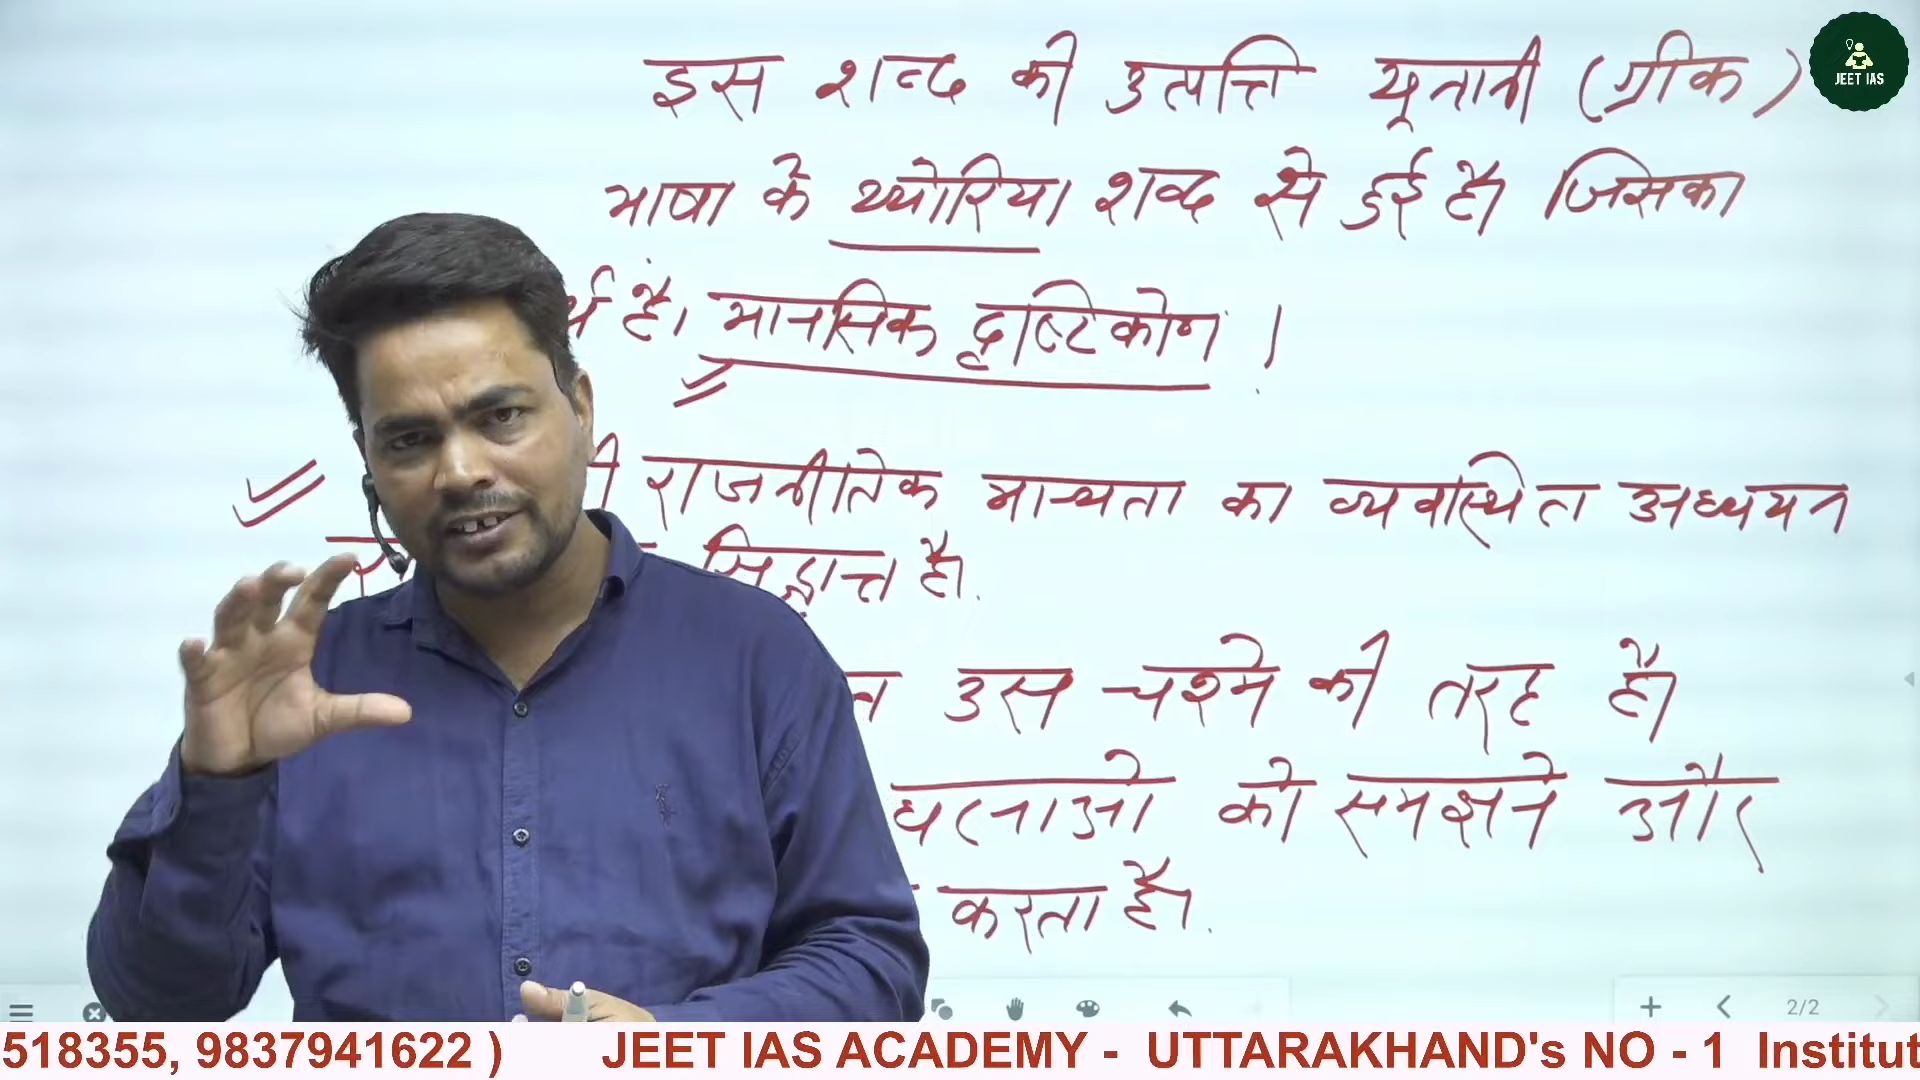 इस शब्द की उत्पत्ति यूनानी (ग्रीक)
JEET IAS
भाषा के थ्योरिया शब्द से हुई है। जिसका
है। मानसिक दृष्टिकोण ।
राजनीतिक मान्यता का व्यवस्थित अध्ययन
सिद्धान्त है।
उस चश्मे की तरह है।
घटनाओ को समझने और
करता है।
2/2
518355, 9837941622 ) JEET IAS ACADEMY - UTTARAKHAND's NO - 1 Institut